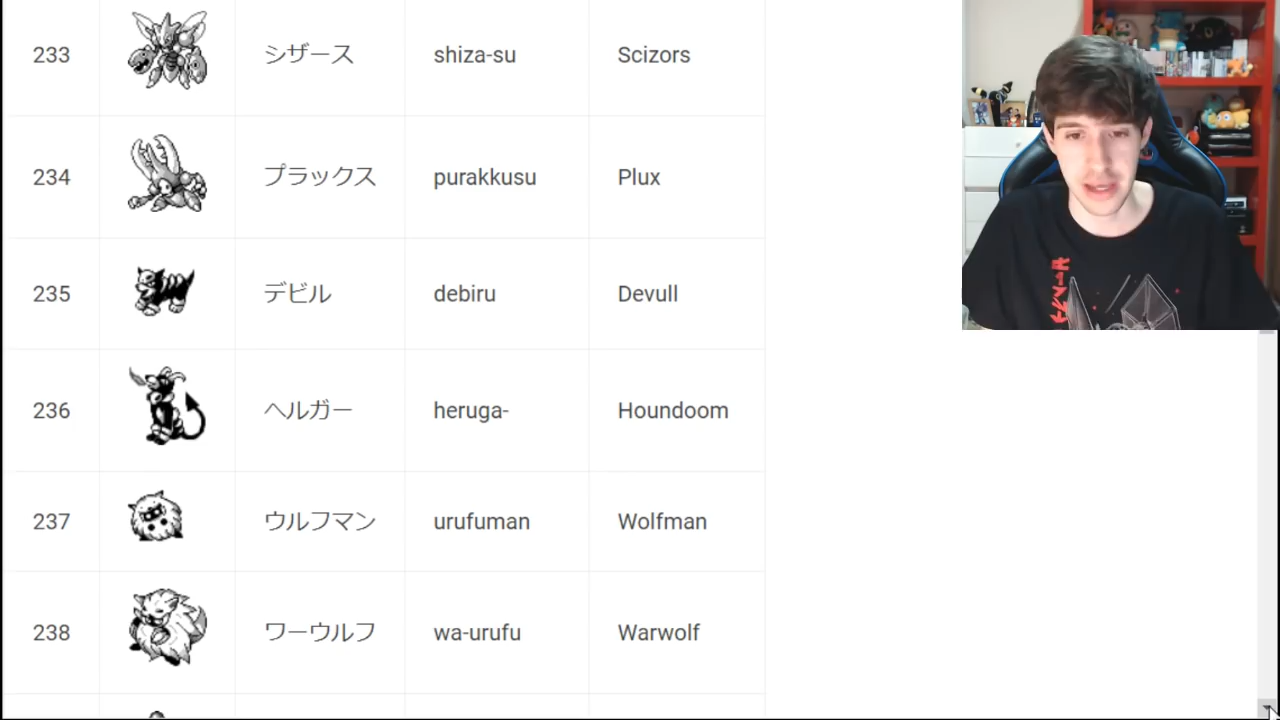 233 シザース shiza-su Scizors
234 プラックス purakkusu Plux
235 デビル debiru Devull
236 ヘルガー heruga- Houndoom
237 ウルフマン urufuman Wolfman
238 ワーウルフ wa-urufu Warwolf